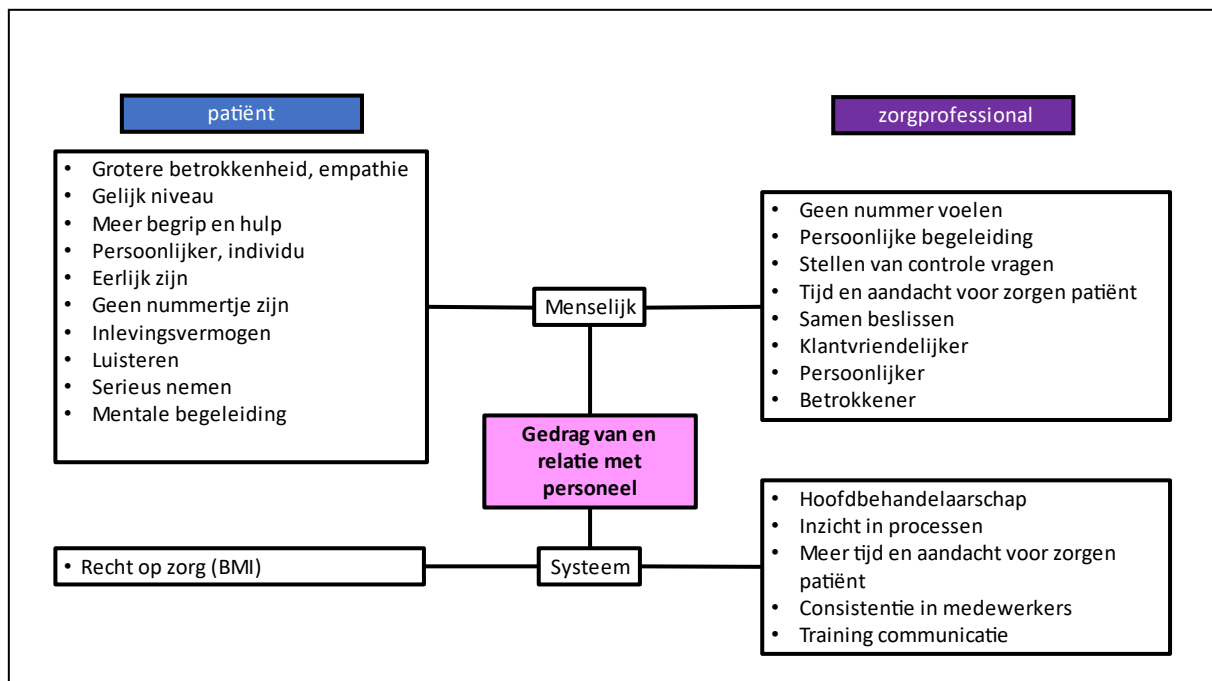 patiënt
zorgprofessional
• Grotere betrokkenheid, empathie
• Gelijk niveau
• Meer begrip en hulp
• Persoonlijker, individu
• Eerlijk zijn
• Geen nummertje zijn
• Inlevingsvermogen
• Luisteren
• Serieus nemen
• Mentale begeleiding
Menselijk
• Geen nummer voelen
• Persoonlijke begeleiding
• Stellen van controle vragen
• Tijd en aandacht voor zorgen patiënt
• Samen beslissen
• Klantvriendelijker
• Persoonlijker
• Betrokkener
Gedrag van en
relatie met
personeel
• Recht op zorg (BMI)
Systeem
• Hoofdbehandelaarschap
• Inzicht in processen
• Meer tijd en aandacht voor zorgen
patiënt
• Consistentie in medewerkers
• Training communicatie